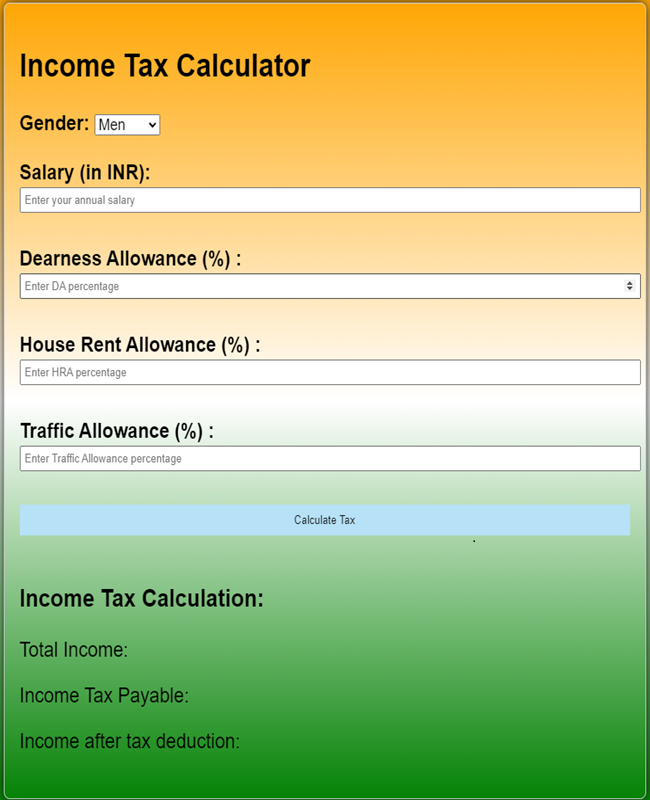 Income Tax Calculator
Gender: Men
Salary (in INR):
Enter your annual salary
Dearness Allowance (%) :
Enter DA percentage
House Rent Allowance (%) :
Enter HRA percentage
Traffic Allowance (%) :
Enter Traffic Allowance percentage
Calculate Tax
Income Tax Calculation:
Total Income:
Income Tax Payable:
Income after tax deduction: